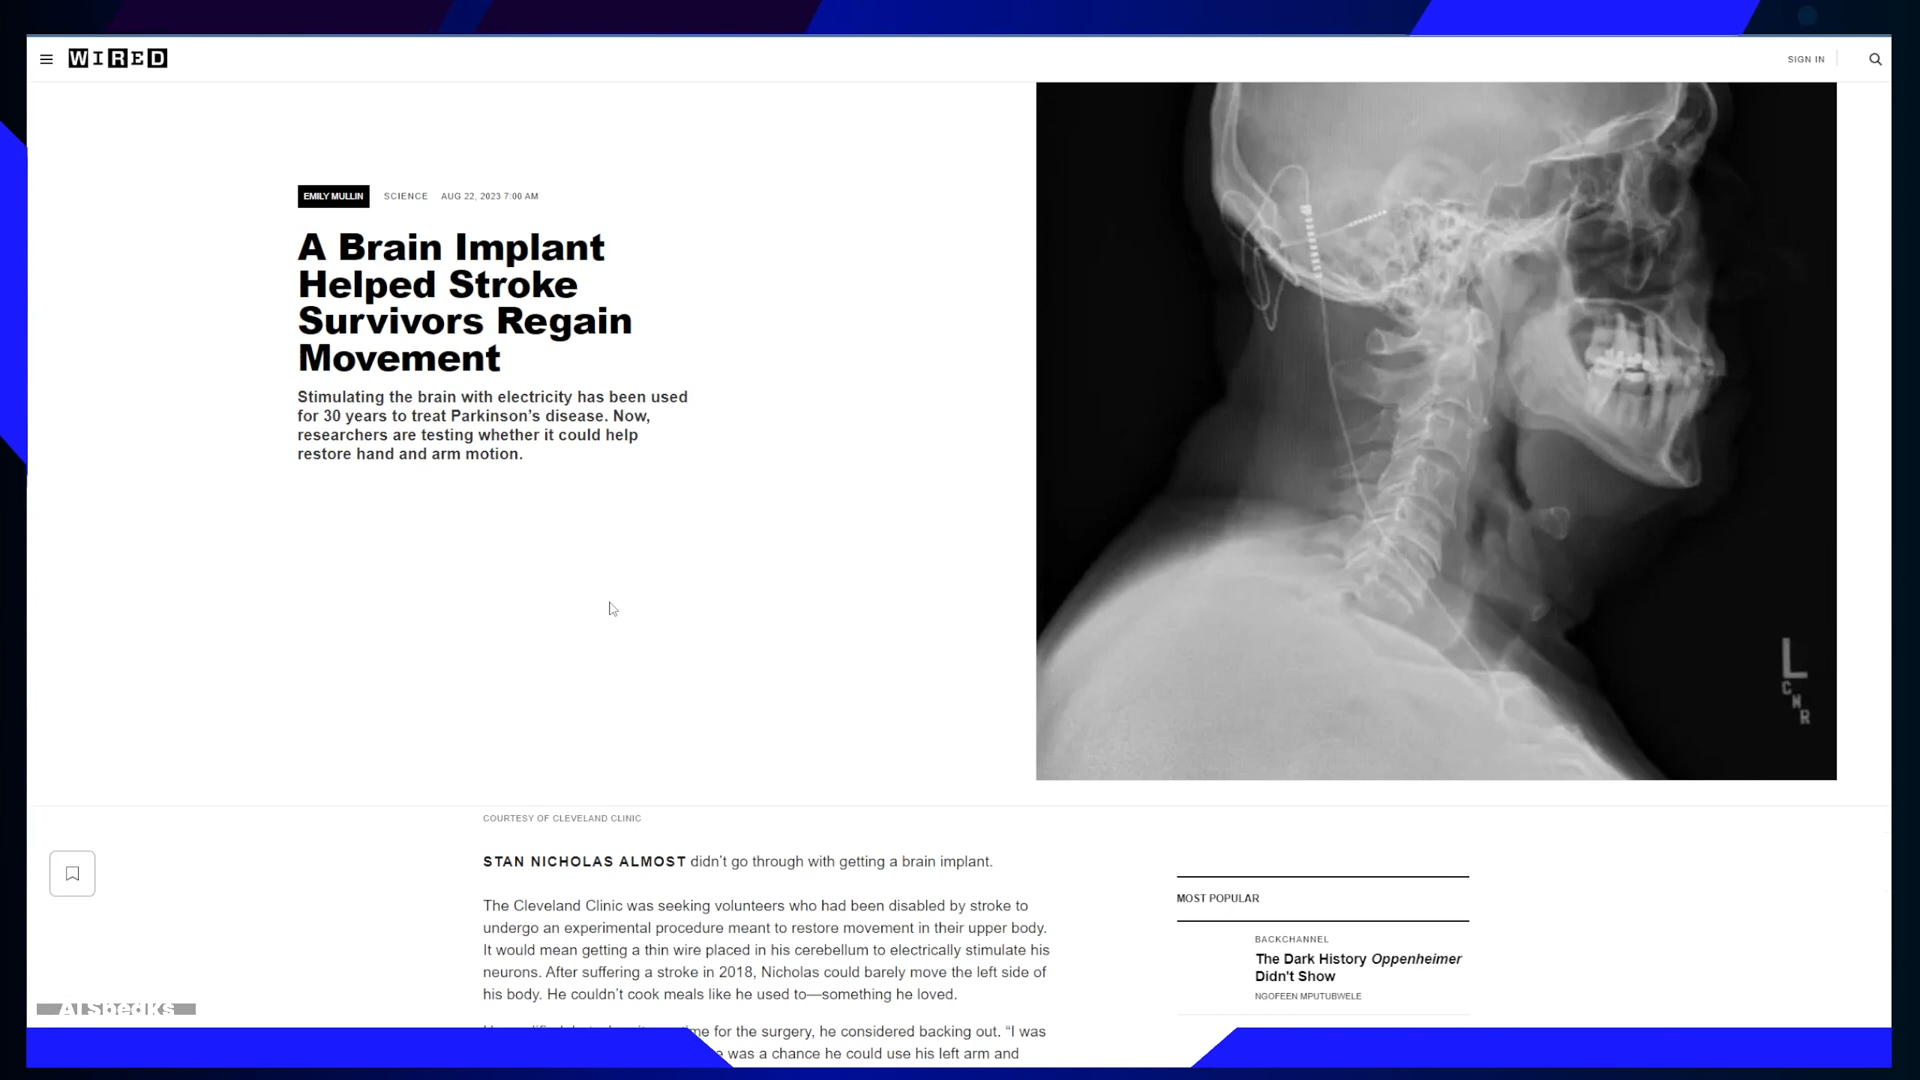 WIRED
SIGN IN
EMILY MULLIN SCIENCE AUG 22, 2023 7:00 AM
A Brain Implant
Helped Stroke
Survivors Regain
Movement
Stimulating the brain with electricity has been used
for 30 years to treat Parkinson’s disease. Now,
researchers are testing whether it could help
restore hand and arm motion.
L
C
R
COURTESY OF CLEVELAND CLINIC
STAN NICHOLAS ALMOST didn’t go through with getting a brain implant.
The Cleveland Clinic was seeking volunteers who had been disabled by stroke to
undergo an experimental procedure meant to restore movement in their upper body.
It would mean getting a thin wire placed in his cerebellum to electrically stimulate his
neurons. After suffering a stroke in 2018, Nicholas could barely move the left side of
his body. He couldn’t cook meals like he used to—something he loved.
for the surgery, he considered backing out. “I was
was a chance he could use his left arm and
MOST POPULAR
BACKCHANNEL
The Dark History Oppenheimer
Didn't Show
NGOFEEN MPUTUBWELE